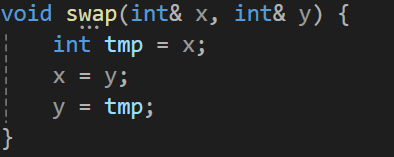 void swap(int& x, int& y) {
    int tmp = x;
    x = y;
    y = tmp;
}